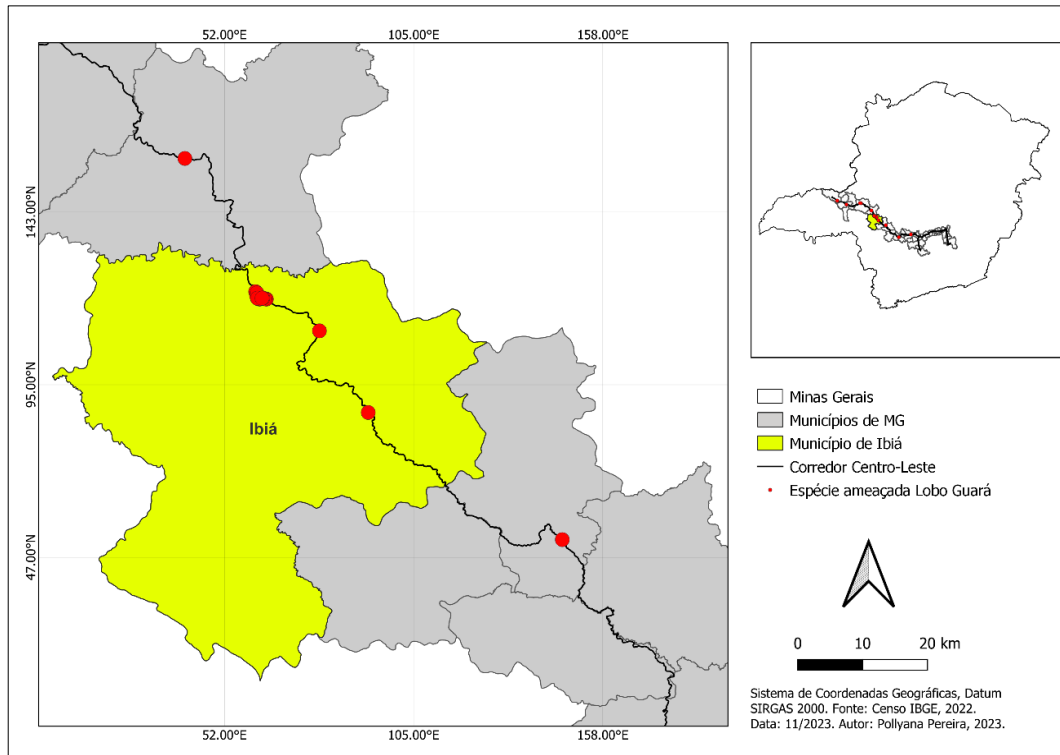 52.00°E 105.00°E 158.00°E
143.00°N
95.00°N
47.00°N
Ibiá
52.00°E 105.00°E 158.00°E
Minas Gerais
Municípios de MG
Município de Ibiá
Corredor Centro-Leste
Espécie ameaçada Lobo Guará
0 10 20 km
Sistema de Coordenadas Geográficas, Datum
SIRGAS 2000. Fonte: Censo IBGE, 2022.
Data: 11/2023. Autor: Pollyana Pereira, 2023.